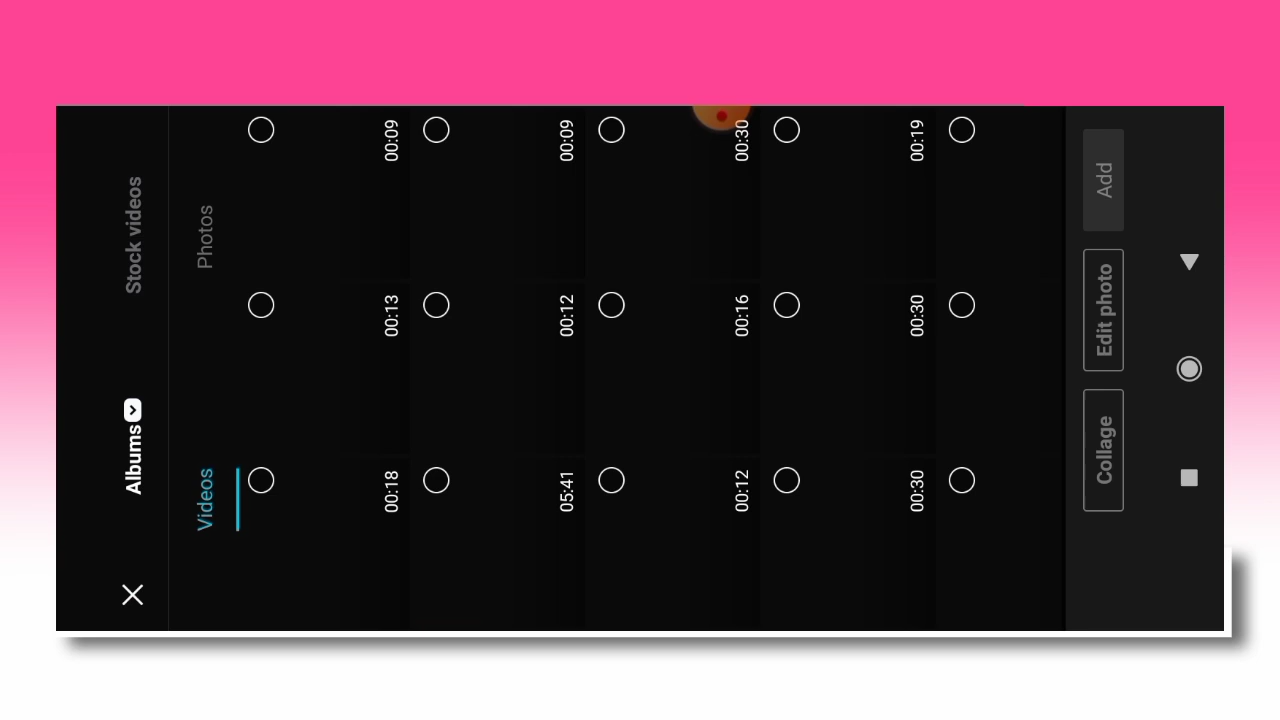 Albums Stock videos
Videos Photos
00:18 00:13 00:09
05:41 00:12 00:09
00:12 00:16 00:30
00:30 00:30 00:19
Collage Edit photo Add